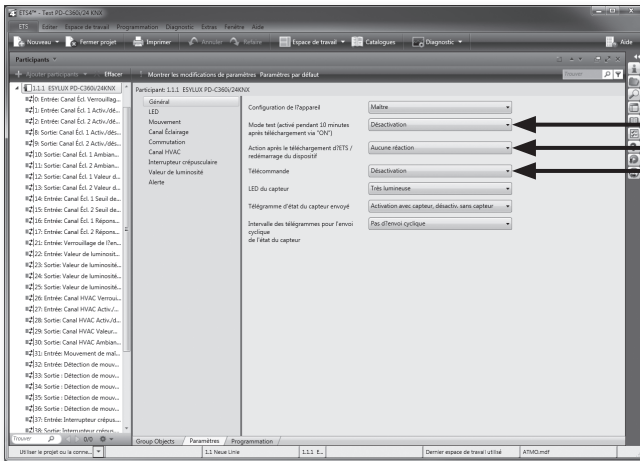 ETS4™ - Test PD-C360i/24 KNX
ETS Editer Espace de travail Programmation Diagnostic Extras Fenêtre Aide
Nouveau Fermer projet Imprimer Annuler Refaire Espace de travail Catalogues Diagnostic Aide
Participants
Ajouter participants Effacer Montrer les modifications de paramètres Paramètres par défaut Trouver
1.1.1 ESYLUX PD-C360i/24KNX
0: Entrée: Canal Écl. Verrouillag...
1: Entrée: Canal Écl. 1 Activ./dés...
2: Entrée: Canal Écl. 2 Activ./dés...
8: Sortie: Canal Écl. 1 Activ./dés...
9: Sortie: Canal Écl. 2 Activ./dés...
10: Sortie: Canal Écl. 1 Ambian...
11: Sortie: Canal Écl. 2 Ambian...
12: Sortie: Canal Écl. 1 Valeur d...
13: Sortie: Canal Écl. 2 Valeur d...
14: Entrée: Canal Écl. 1 Seuil de...
15: Entrée: Canal Écl. 2 Seuil de...
16: Entrée: Canal Écl. 1 Répons...
17: Entrée: Canal Écl. 2 Répons...
21: Entrée: Verrouillage de l?en...
22: Entrée: Valeur de luminosit...
23: Sortie: Valeur de luminosité...
24: Sortie: Valeur de luminosité...
25: Sortie: Valeur de luminosité...
26: Entrée: Canal HVAC Verroui...
27: Entrée: Canal HVAC Activ./...
28: Sortie: Canal HVAC Activ./d...
29: Sortie: Canal HVAC Valeur...
30: Sortie: Canal HVAC Ambian...
31: Entrée: Mouvement de maî...
32: Entrée: Détection de mouv...
33: Sortie : Détection de mouv...
34: Sortie : Détection de mouv...
35: Sortie : Détection de mouv...
36: Sortie : Détection de mouv...
37: Entrée: Interrupteur crépus...
38: Sortie: Interrupteur crépus...
Trouver 0/0
Participant: 1.1.1 ESYLUX PD-C360i/24KNX
Général
LED
Mouvement
Canal Éclairage
Commutation
Canal HVAC
Interrupteur crépusculaire
Valeur de luminosité
Alerte
Configuration de l'appareil Maître
Mode test (activé pendant 10 minutes
après téléchargement via "ON") Désactivation
Action après le téléchargement d?ETS /
redémarrage du dispositif Aucune réaction
Télécommande Désactivation
LED du capteur Très lumineuse
Télégramme d'état du capteur envoyé Activation avec capteur, désactiv. sans capteur
Intervalle des télégrammes pour l'envoi
cyclique
de l'état du capteur Pas d?envoi cyclique
Group Objects Paramètres Programmation
Utiliser le projet ou la conne... 1.1 Neue Linie 1.1.1 E... Dernier espace de travail utilisé ATMO.mdf